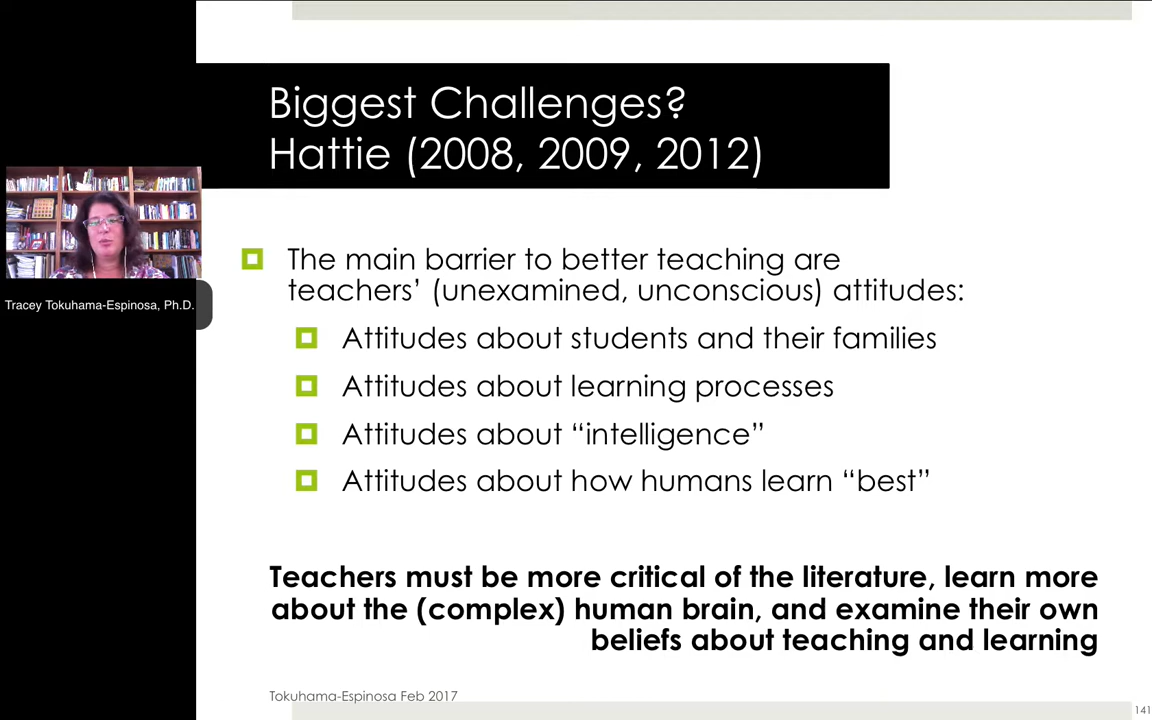 Biggest Challenges?
Hattie (2008, 2009, 2012)
Tracey Tokuhama-Espinosa, Ph.D.
The main barrier to better teaching are
teachers’ (unexamined, unconscious) attitudes:
Attitudes about students and their families
Attitudes about learning processes
Attitudes about “intelligence”
Attitudes about how humans learn “best”
Teachers must be more critical of the literature, learn more
about the (complex) human brain, and examine their own
beliefs about teaching and learning
Tokuhama-Espinosa Feb 2017
141